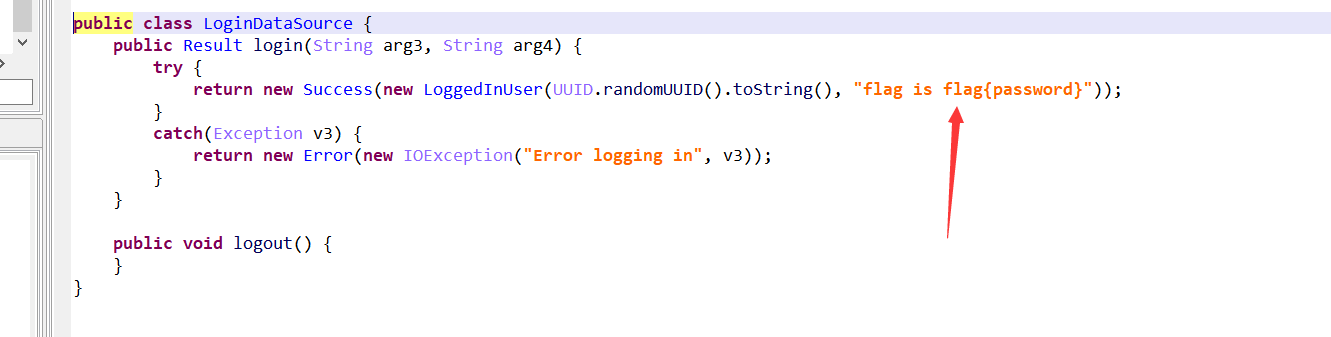 public class LoginDataSource {
public Result login(String arg3, String arg4) {
try {
return new Success(new LoggedInUser(UUID.randomUUID().toString(), "flag is flag{password}"));
}
catch(Exception v3) {
return new Error(new IOException("Error logging in", v3));
}
}
public void logout() {
}
}